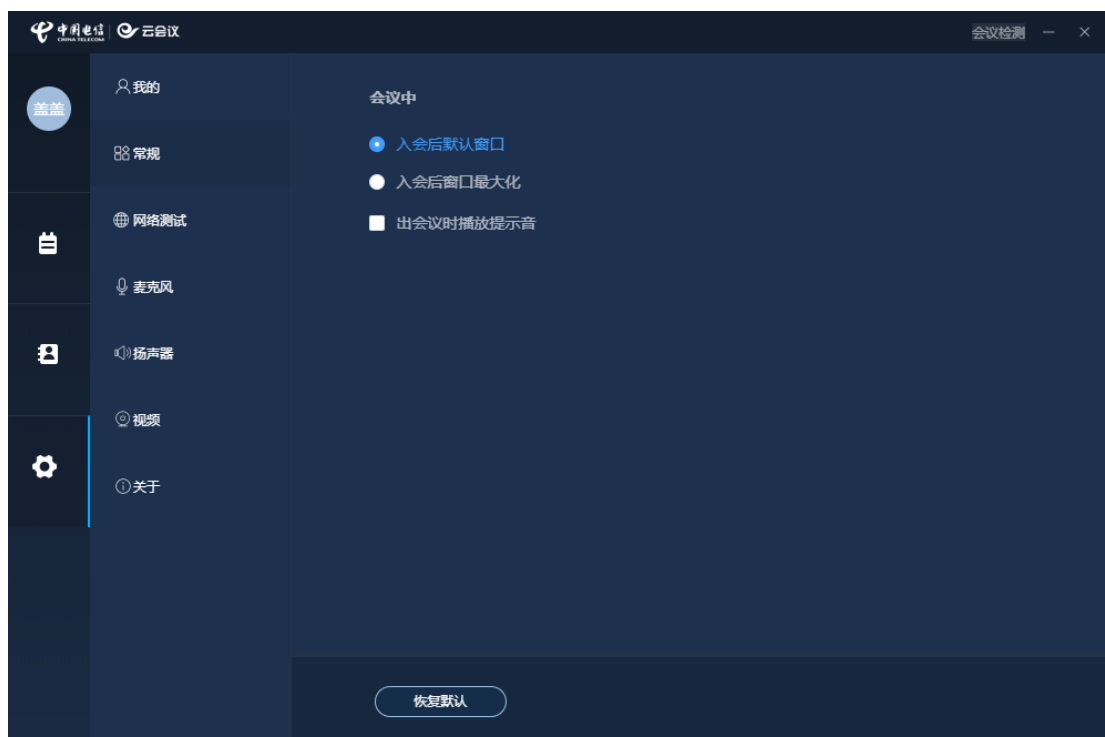 中国电信 云会议 会议检测
CHINA TELECOM
盖盖
我的
常规
网络测试
麦克风
扬声器
视频
关于
会议中
入会后默认窗口
入会后窗口最大化
出会议时播放提示音
恢复默认